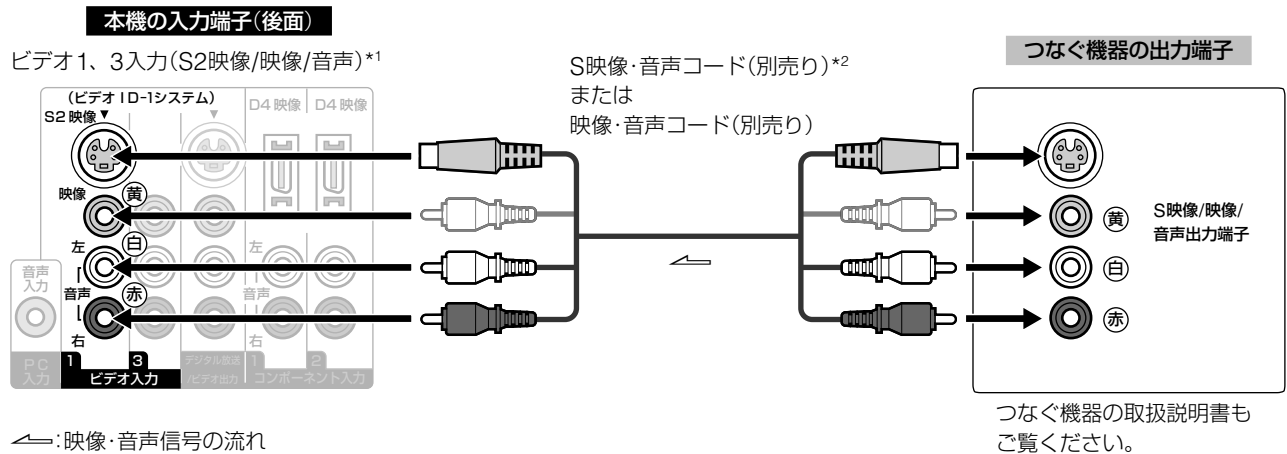 本機の入力端子(後面)
ビデオ1、3入力(S2映像/映像/音声)*1
S映像・音声コード(別売り)*2
または
映像・音声コード(別売り)
つなぐ機器の出力端子
(ビデオID-1システム)
S2映像▼
▼
D4映像
D4映像
映像
黄
左
白
音声
赤
右
左
音声
右
音声
入力
PC
入力
1
3
ビデオ入力
デジタル放送
/ビデオ出力
1
2
コンポーネント入力
黄
白
赤
S映像/映像/
音声出力端子
:映像・音声信号の流れ
つなぐ機器の取扱説明書も
ご覧ください。